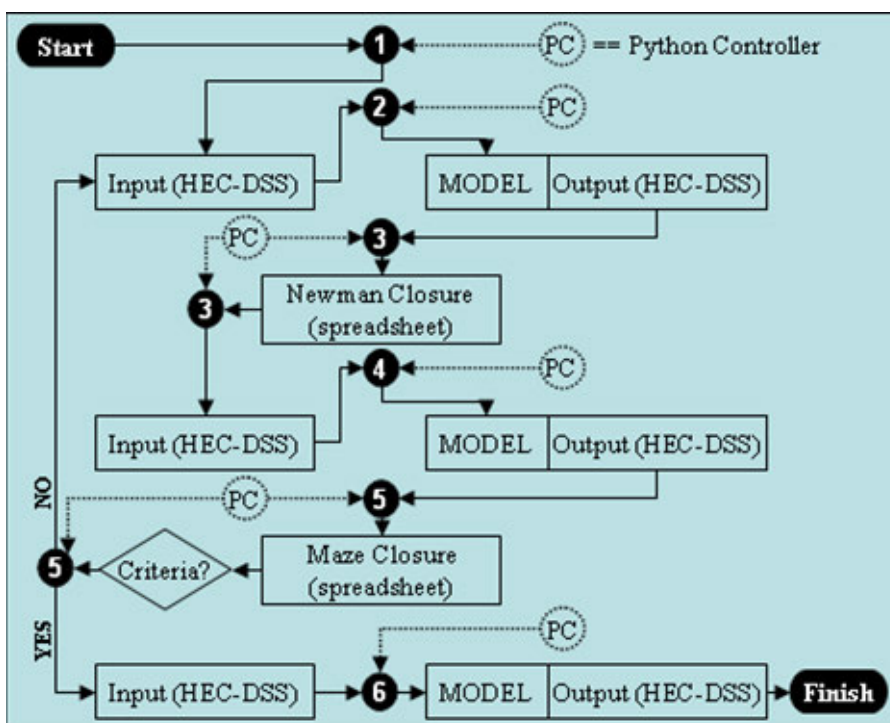 Start
1
PC == Python Controller
2
PC
Input (HEC-DSS)
MODEL
Output (HEC-DSS)
PC
3
3
Newman Closure
(spreadsheet)
4
PC
Input (HEC-DSS)
MODEL
Output (HEC-DSS)
NO
PC
5
5
Criteria?
Maze Closure
(spreadsheet)
YES
PC
Input (HEC-DSS)
6
MODEL
Output (HEC-DSS)
Finish